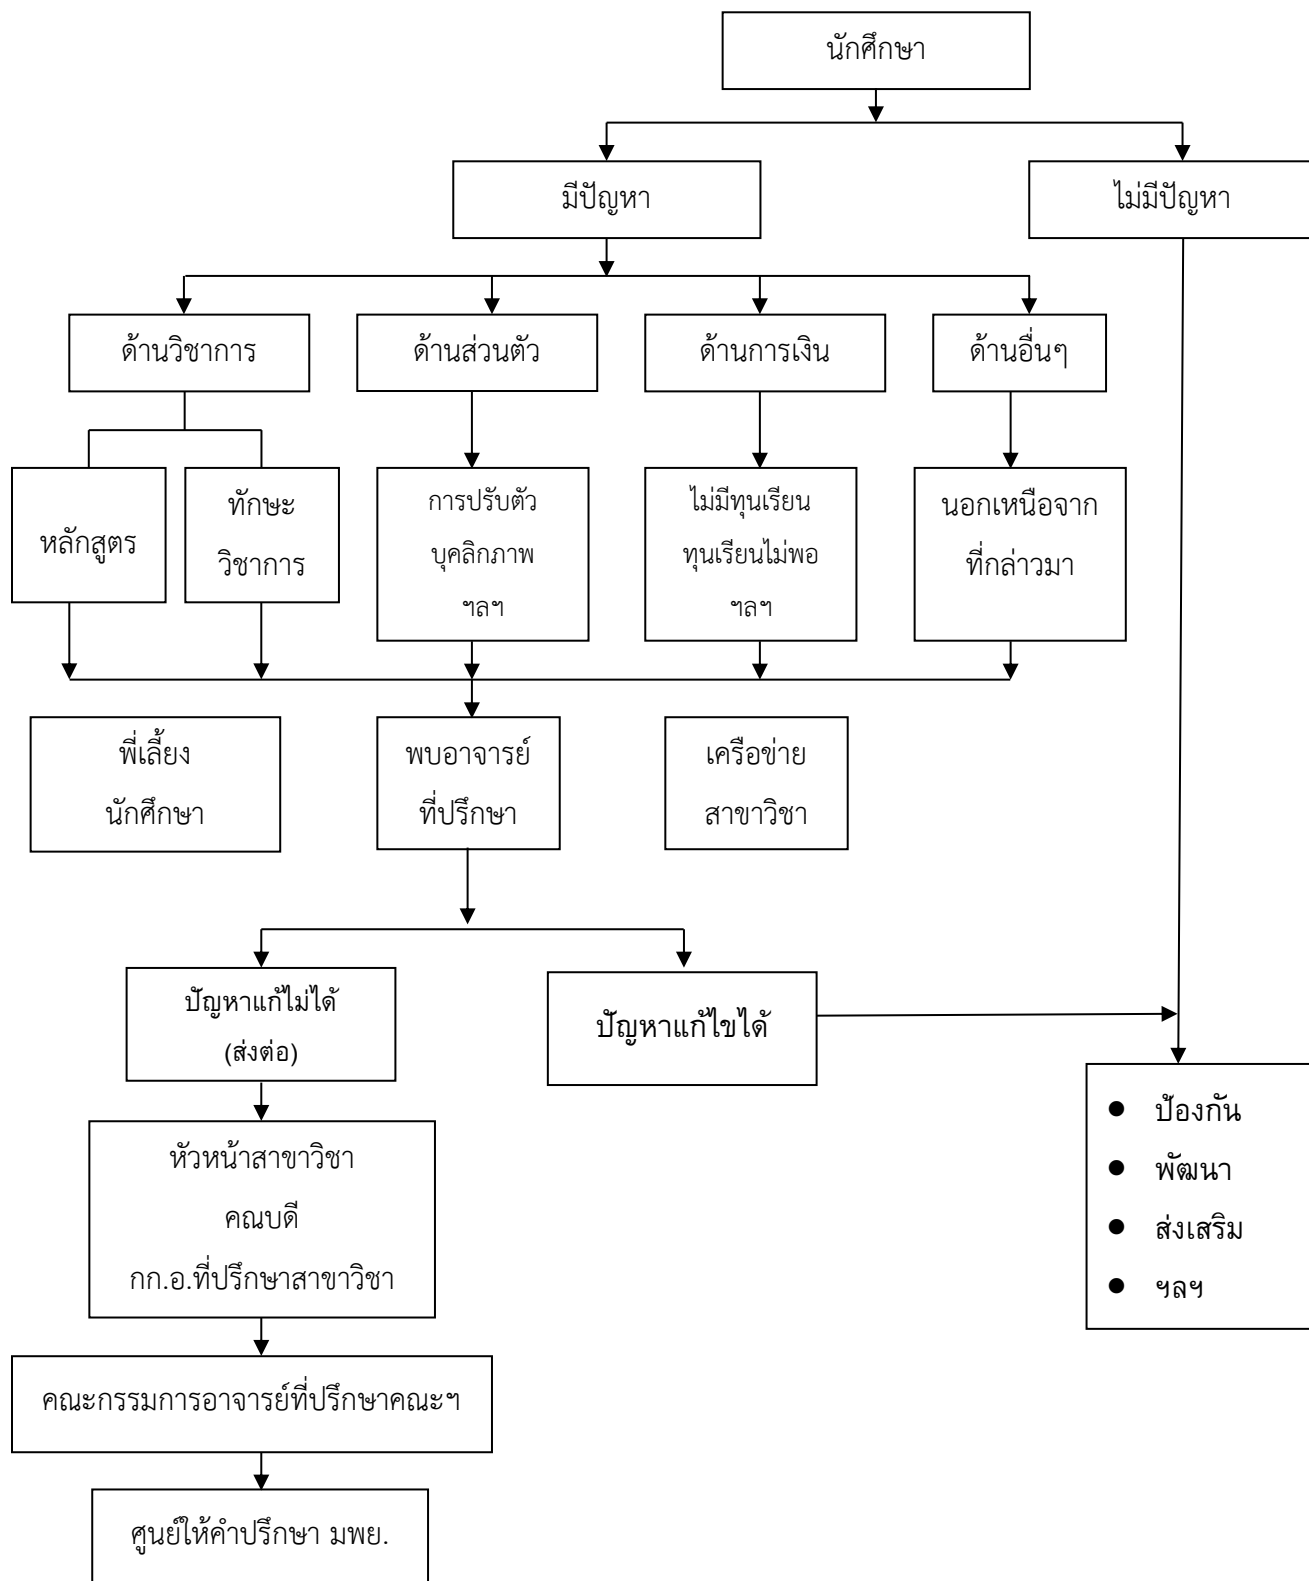 นักศึกษา
มีปัญหา
ไม่มีปัญหา
ด้านวิชาการ
ด้านส่วนตัว
ด้านการเงิน
ด้านอื่นๆ
หลักสูตร
ทักษะ
วิชาการ
การปรับตัว
บุคลิกภาพ
ฯลฯ
ไม่มีทุนเรียน
ทุนเรียนไม่พอ
ฯลฯ
นอกเหนือจาก
ที่กล่าวมา
พี่เลี้ยง
นักศึกษา
พบอาจารย์
ที่ปรึกษา
เครือข่าย
สาขาวิชา
ปัญหาแก้ไม่ได้
(ส่งต่อ)
ปัญหาแก้ไขได้
หัวหน้าสาขาวิชา
คณบดี
กก.อ.ที่ปรึกษาสาขาวิชา
● ป้องกัน
● พัฒนา
● ส่งเสริม
● ฯลฯ
คณะกรรมการอาจารย์ที่ปรึกษาคณะฯ
ศูนย์ให้คำปรึกษา มพย.